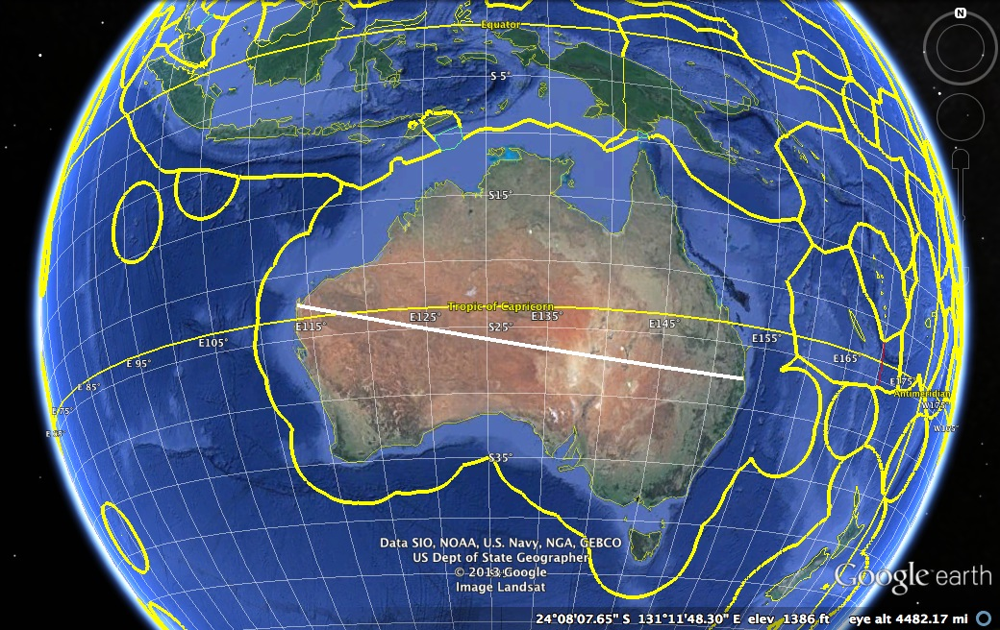 N
Equator
S 5°
S15°
Tropic of Capricorn
E125°
E135°
E115°
S25°
E145°
E105°
E155°
E165°
E 95°
E 85°
E175°
Antimeridian
W175°
E 75°
W165°
S35°
Data SIO, NOAA, U.S. Navy, NGA, GEBCO
US Dept of State Geographer
© 2013 Google
Image Landsat
Google earth
24°08'07.65" S 131°11'48.30" E elev 1386 ft eye alt 4482.17 mi